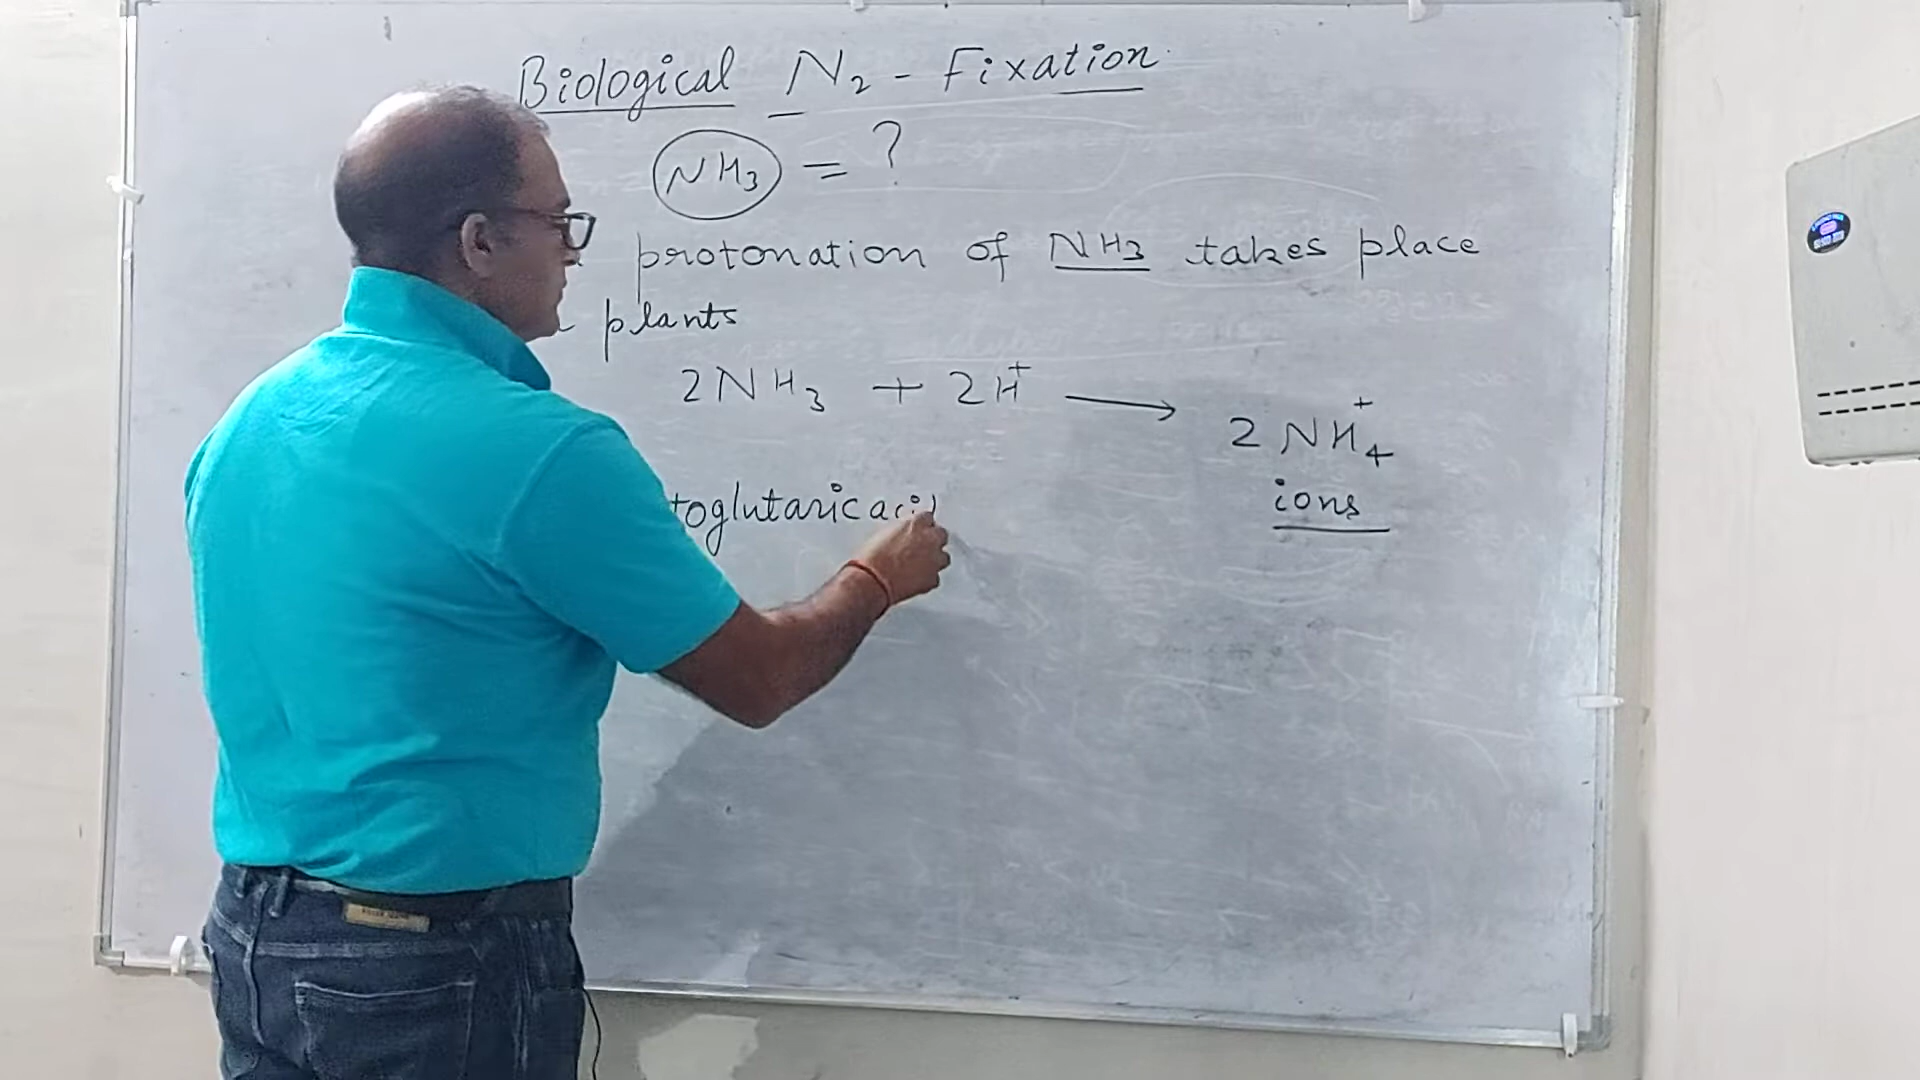 Biological N₂ - Fixation
NH₃ = ?
protonation of NH₃ takes place
plants
2NH₃ + 2H⁺ ⟶ 2NH₄⁺
ions
toglutaric acid